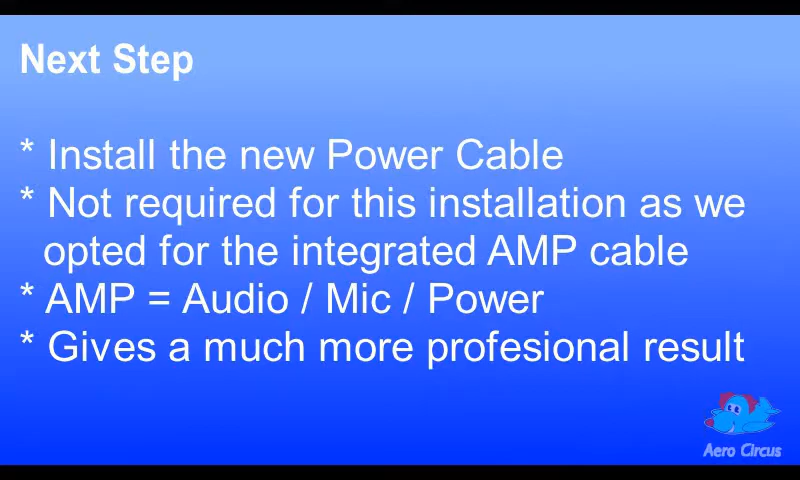 Next Step
* Install the new Power Cable
* Not required for this installation as we
opted for the integrated AMP cable
* AMP = Audio / Mic / Power
* Gives a much more profesional result
Aero Circus